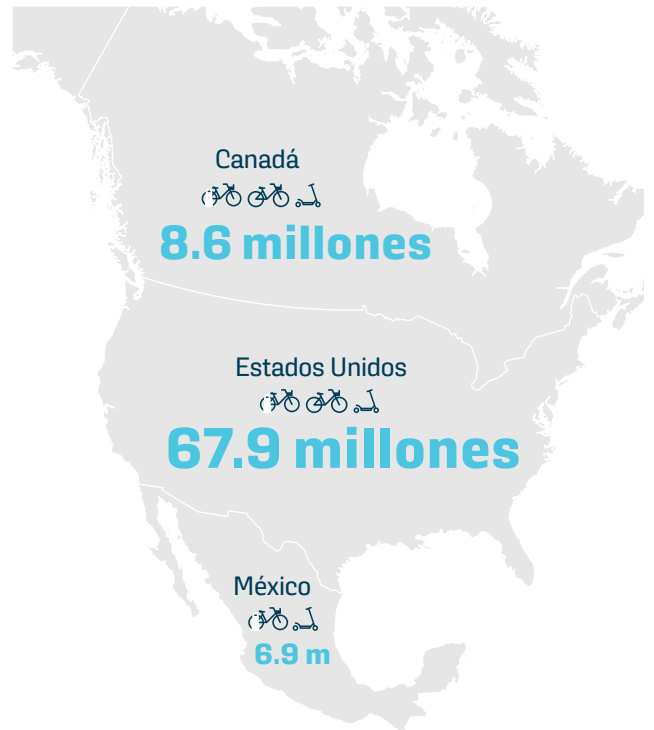 Canadá
8.6 millones
Estados Unidos
67.9 millones
México
6.9 m